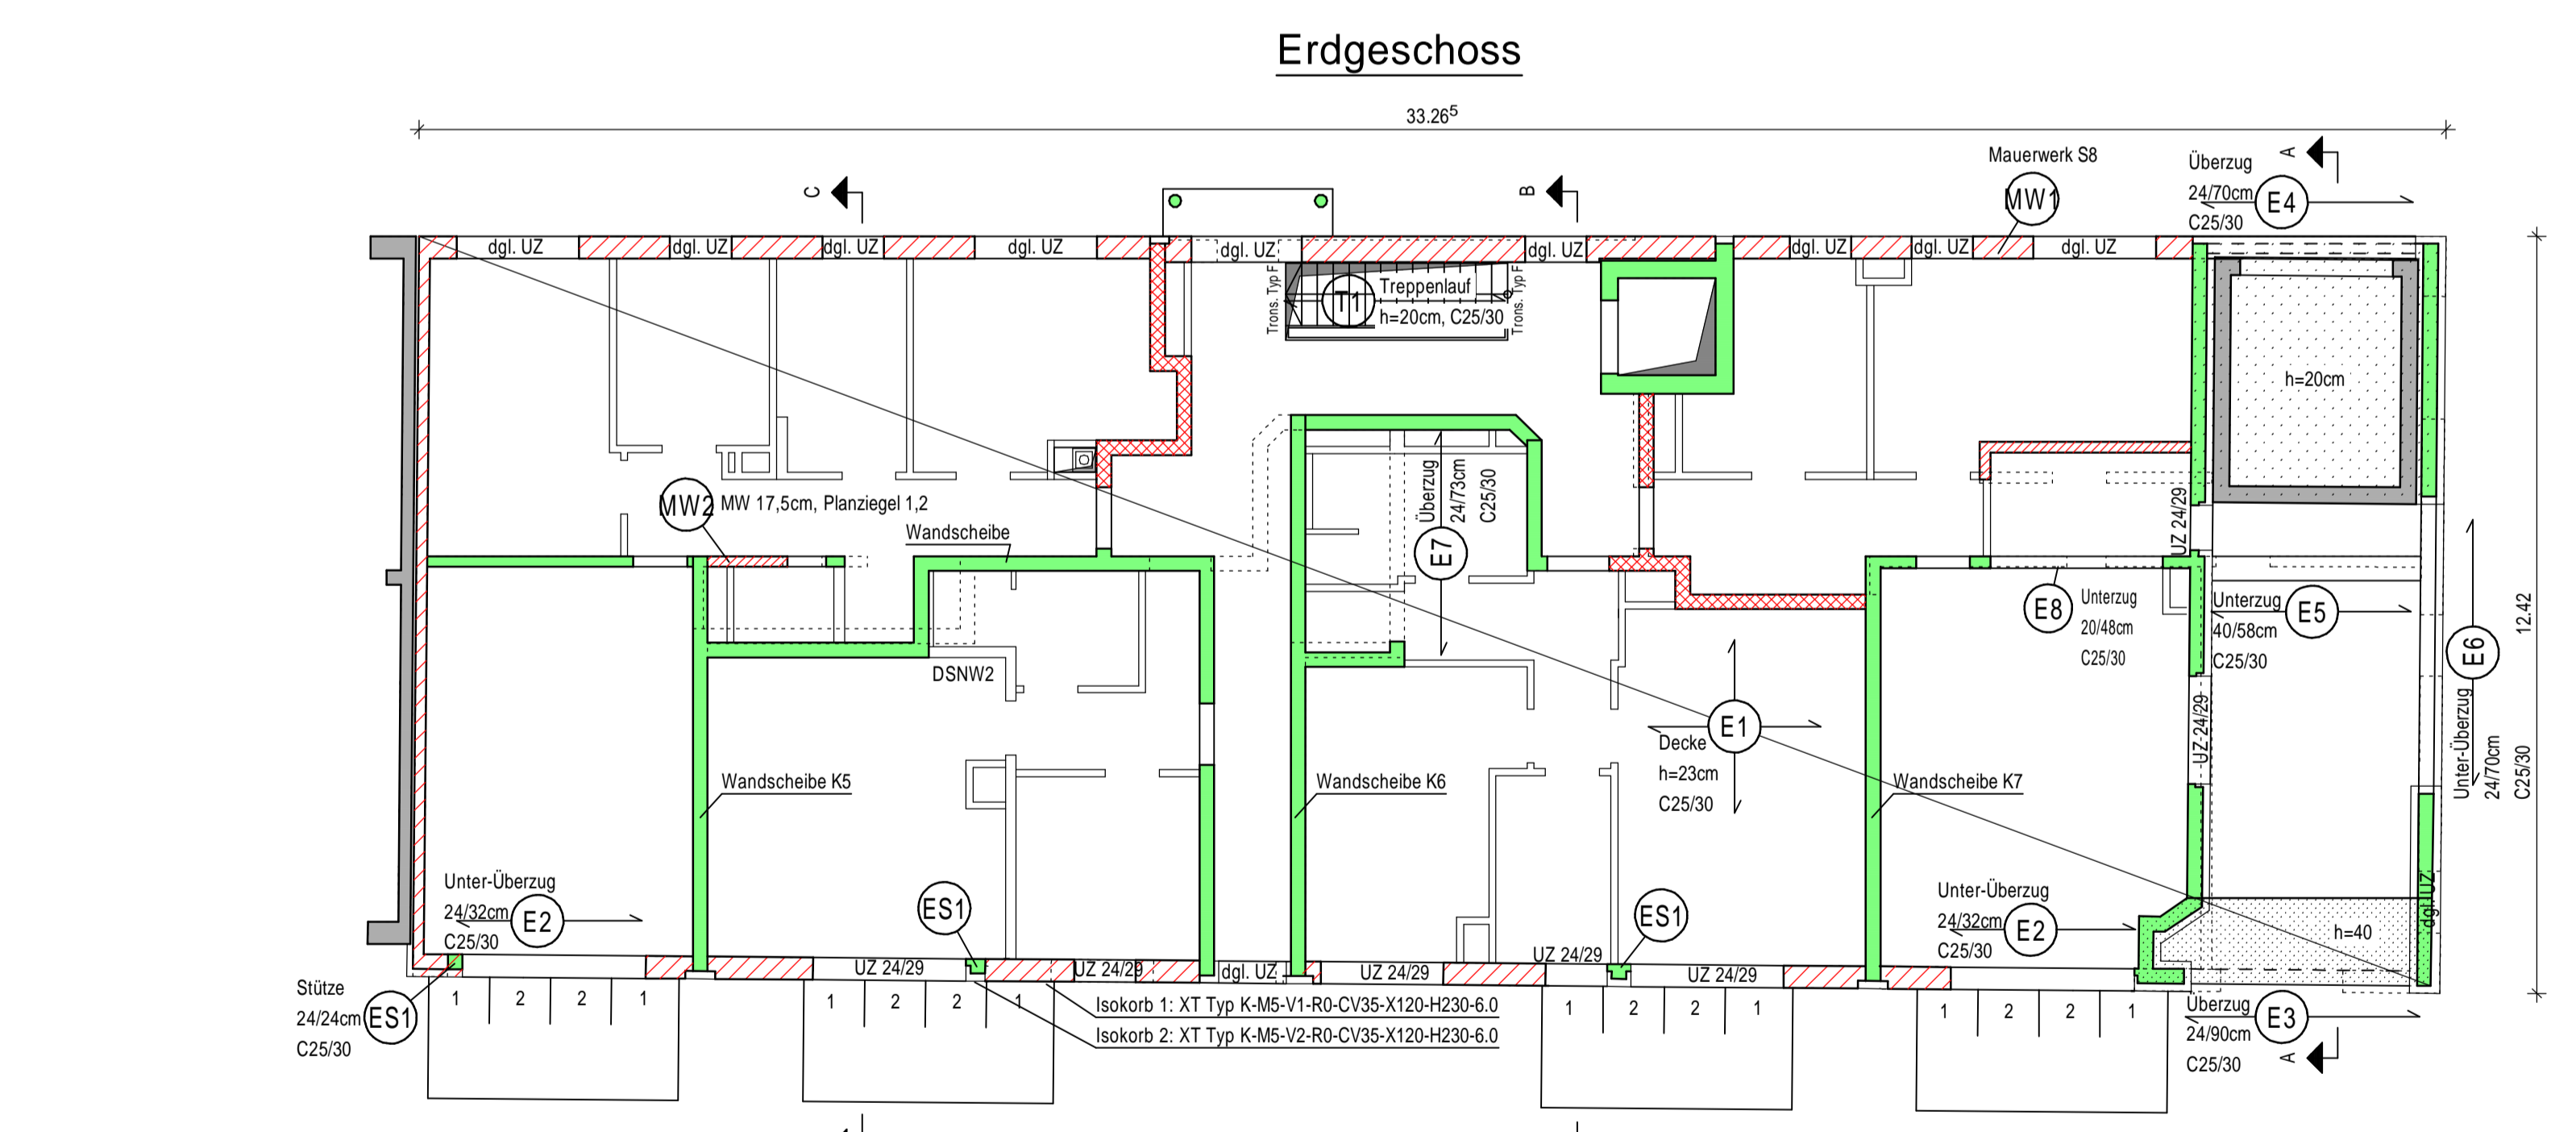 Erdgeschoss
33.26⁵
Mauerwerk S8
MW1
Überzug
24/70cm
C25/30
E4
A
C
B
dgl. UZ
dgl. UZ
dgl. UZ
dgl. UZ
dgl. UZ
dgl. UZ
dgl. UZ
dgl. UZ
dgl. UZ
Trons. Typ F
T1
Treppenlauf
h=20cm, C25/30
Trons. Typ F
h=20cm
MW2
MW 17,5cm, Planziegel 1,2
Wandscheibe
Überzug
24/73cm
C25/30
E7
UZ 24/29
E8
Unterzug
20/48cm
C25/30
Unterzug
40/58cm
C25/30
E5
E6
Unter-Überzug
24/70cm
C25/30
12.42
DSNW2
E1
Decke
h=23cm
C25/30
UZ 24/29
Wandscheibe K5
Wandscheibe K6
Wandscheibe K7
Unter-Überzug
24/32cm
C25/30
E2
ES1
ES1
Unter-Überzug
24/32cm
C25/30
E2
dgl. UZ
h=40
UZ 24/29
UZ 24/29
dgl. UZ
UZ 24/29
UZ 24/29
UZ 24/29
Stütze
24/24cm
C25/30
ES1
1 2 2 1
1 2 2 1
1 2 2 1
1 2 2 1
Isokorb 1: XT Typ K-M5-V1-R0-CV35-X120-H230-6.0
Isokorb 2: XT Typ K-M5-V2-R0-CV35-X120-H230-6.0
Überzug
24/90cm
C25/30
E3
A